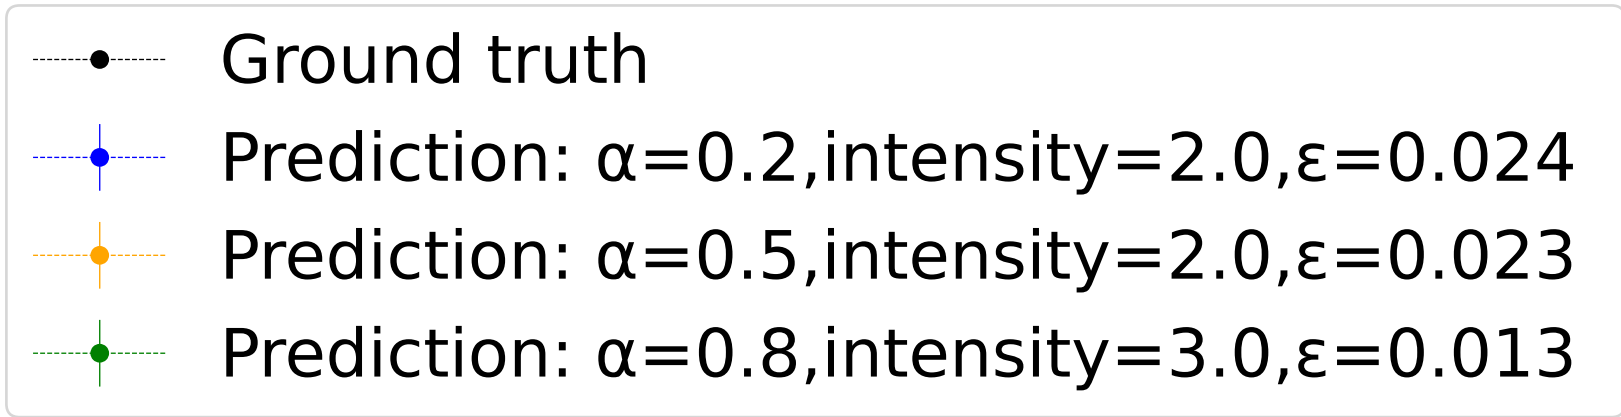 Ground truth
Prediction: α=0.2,intensity=2.0,ε=0.024
Prediction: α=0.5,intensity=2.0,ε=0.023
Prediction: α=0.8,intensity=3.0,ε=0.013